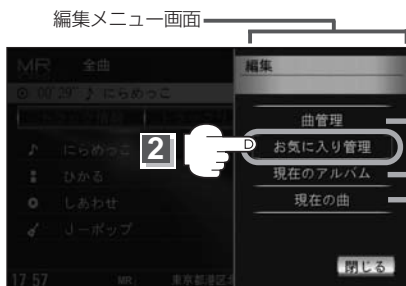 編集メニュー画面
MR 全曲
編集
00'29" ♪ にらめっこ
曲管理
2
お気に入り管理
にらめっこ
現在のアルバム
ひかる
現在の曲
しあわせ
J－ポップ
閉じる
17:57 MR: 東京都港区